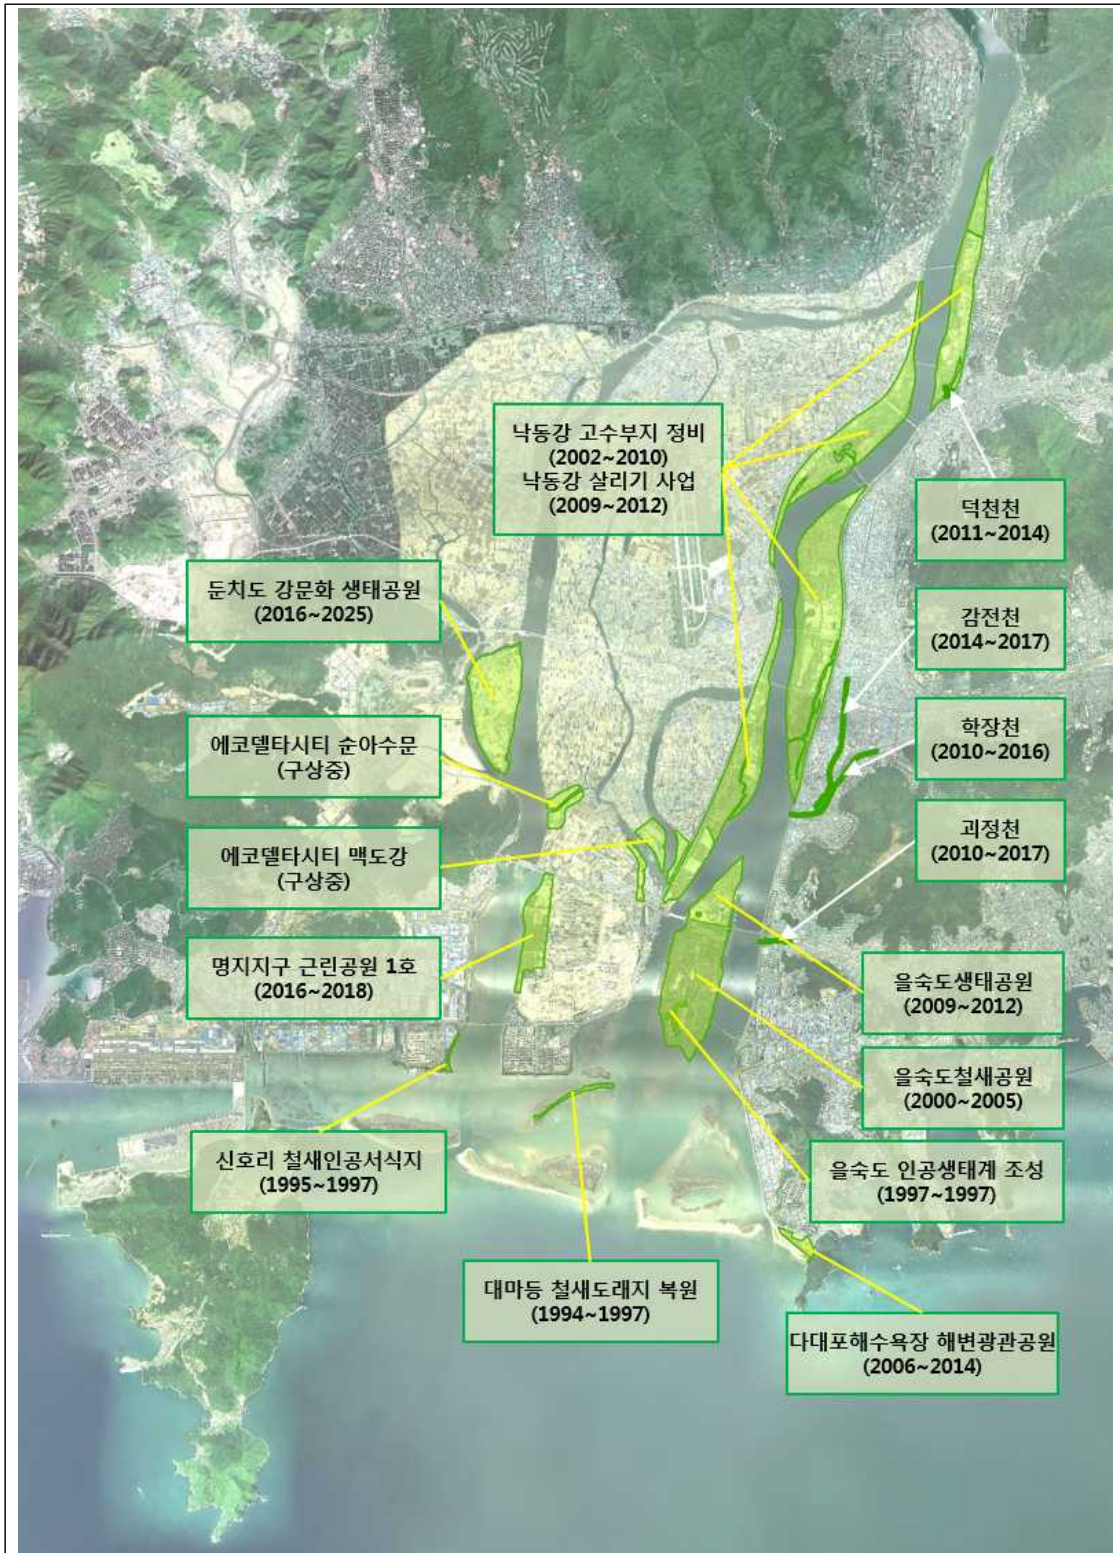 낙동강 고수부지 정비
(2002~2010)
낙동강 살리기 사업
(2009~2012)
덕천천
(2011~2014)
둔치도 강문화 생태공원
(2016~2025)
감전천
(2014~2017)
에코델타시티 순아수문
(구상중)
학장천
(2010~2016)
에코델타시티 맥도강
(구상중)
괴정천
(2010~2017)
명지지구 근린공원 1호
(2016~2018)
을숙도생태공원
(2009~2012)
을숙도철새공원
(2000~2005)
신호리 철새인공서식지
(1995~1997)
을숙도 인공생태계 조성
(1997~1997)
대마등 철새도래지 복원
(1994~1997)
다대포해수욕장 해변광관공원
(2006~2014)